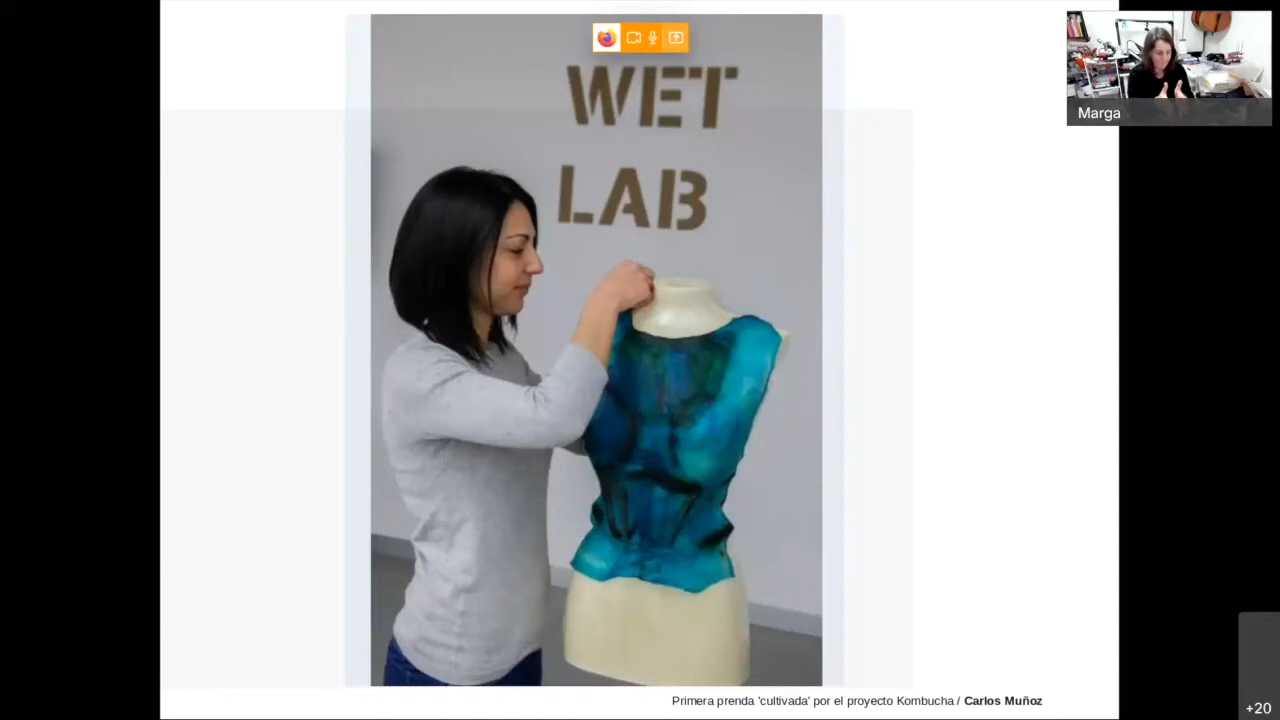 WET
LAB
Marga
Primera prenda 'cultivada' por el proyecto Kombucha / Carlos Muñoz
+20